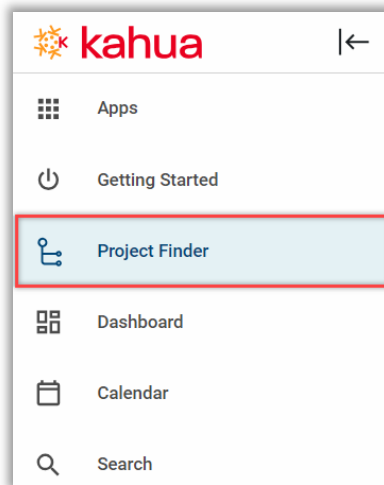 kahua
Apps
Getting Started
Project Finder
Dashboard
Calendar
Search